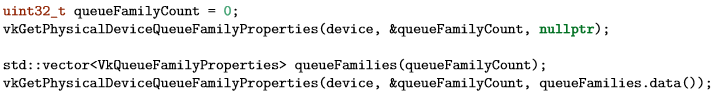 uint32_t queueFamilyCount = 0;
vkGetPhysicalDeviceQueueFamilyProperties(device, &queueFamilyCount, nullptr);
std::vector<VkQueueFamilyProperties> queueFamilies(queueFamilyCount);
vkGetPhysicalDeviceQueueFamilyProperties(device, &queueFamilyCount, queueFamilies.data());